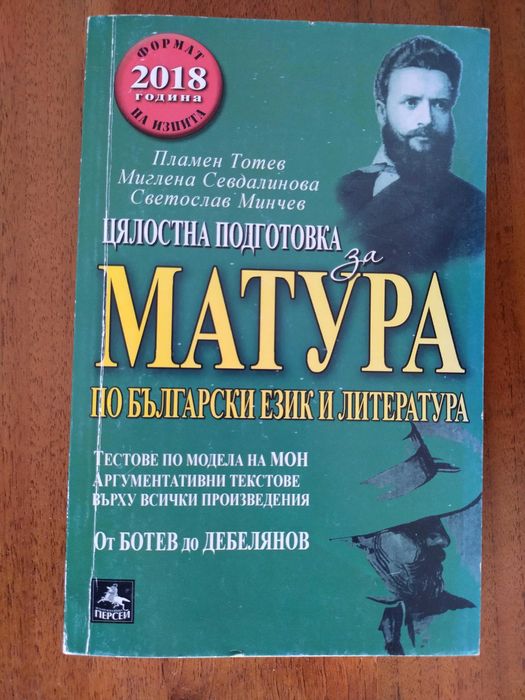 ФОРМАТ
2018
година
НА ИЗПИТА
Пламен Тотев
Миглена Севдалинова
Светослав Минчев
ЦЯЛОСТНА ПОДГОТОВКА
за
МАТУРА
ПО БЪЛГАРСКИ ЕЗИК И ЛИТЕРАТУРА
ТЕСТОВЕ ПО МОДЕЛА НА МОН
АРГУМЕНТАТИВНИ ТЕКСТОВЕ
ВЪРХУ ВСИЧКИ ПРОИЗВЕДЕНИЯ
ОТ БОТЕВ ДО ДЕБЕЛЯНОВ
ПЕРСЕЙ